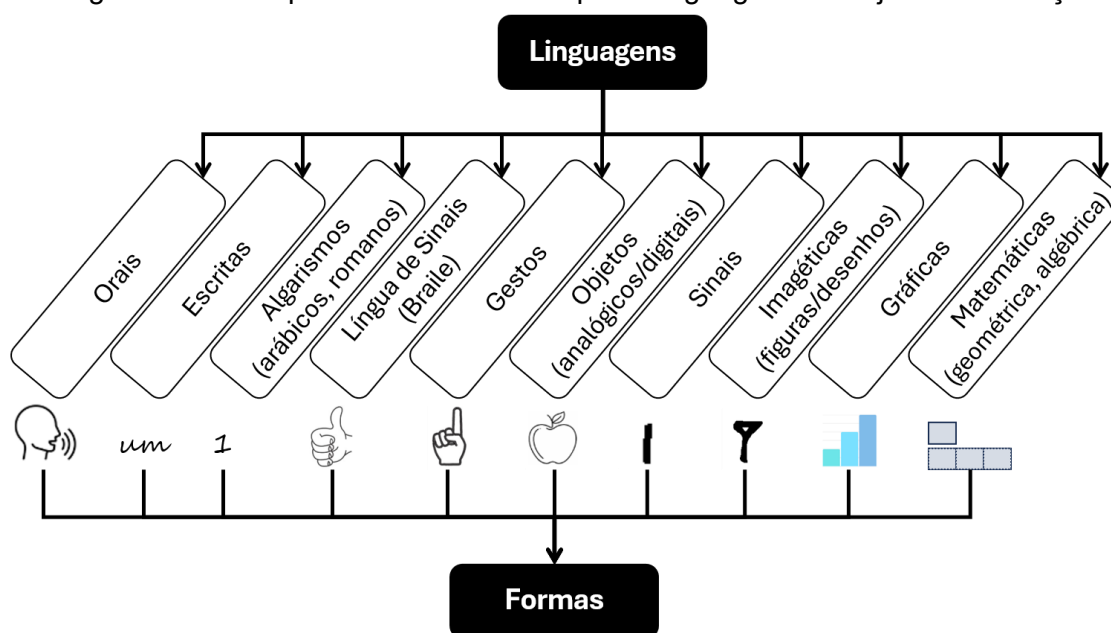 Linguagens
Orais
Escritas
Algarismos
(arábicos, romanos)
Língua de Sinais
(Braile)
Gestos
Objetos
(analógicos/digitais)
Sinais
Imagéticas
(figuras/desenhos)
Gráficas
Matemáticas
(geométrica, algébrica)
um
1
Formas